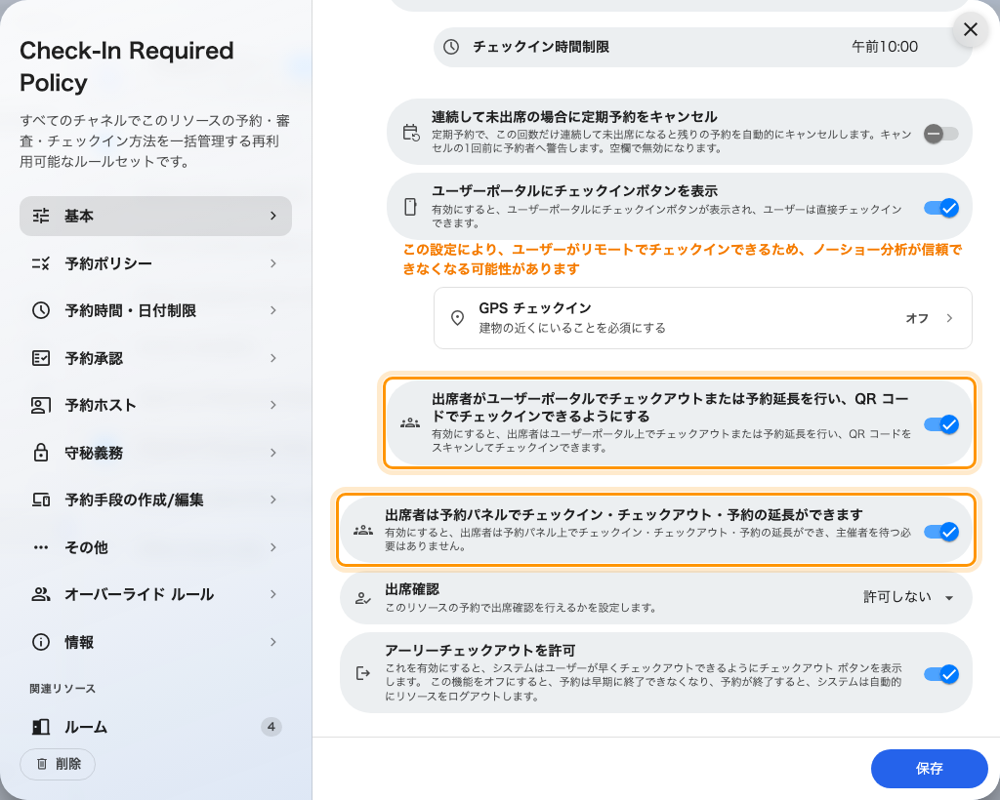 Check-In Required
Policy
すべてのチャネルでこのリソースの予約・審
査・チェックイン方法を一括管理する再利
用可能なルールセットです。
基本
予約ポリシー
予約時間・日付制限
予約承認
予約ホスト
守秘義務
予約手段の作成/編集
その他
オーバーライド ルール
情報
関連リソース
ルーム
4
削除
チェックイン時間制限
午前10:00
連続して未出席の場合に定期予約をキャンセル
定期予約で、この回数だけ連続して未出席になると残りの予約を自動的にキャンセルします。キャン
セルの1回前に予約者へ警告します。空欄で無効になります。
ユーザーポータルにチェックインボタンを表示
有効にすると、ユーザーポータルにチェックインボタンが表示され、ユーザーは直接チェックイン
できます。
この設定により、ユーザーがリモートでチェックインできるため、ノーショー分析が信頼で
きなくなる可能性があります
GPS チェックイン
建物の近くにいることを必須にする
オフ
出席者がユーザーポータルでチェックアウトまたは予約延長を行い、QR コー
ドでチェックインできるようにする
有効にすると、出席者はユーザーポータル上でチェックアウトまたは予約延長を行い、QR コードを
スキャンしてチェックインできます。
出席者は予約パネルでチェックイン・チェックアウト・予約の延長ができます
有効にすると、出席者は予約パネル上でチェックイン・チェックアウト・予約の延長ができ、主催者を待つ必
要はありません。
出席確認
このリソースの予約で出席確認を行えるかを設定します。
許可しない
アーリーチェックアウトを許可
これを有効にすると、システムはユーザーが早くチェックアウトできるようにチェックアウト ボタンを表示
します。 この機能をオフにすると、予約は早期に終了できなくなり、予約が終了すると、システムは自動的
にリソースをログアウトします。
保存